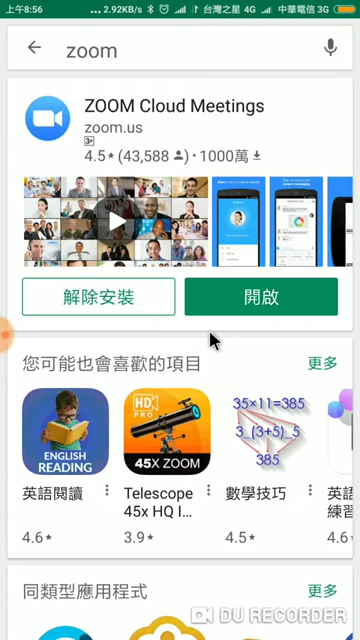 上午8:56 ... 2.92KB/s 台灣之星 4G 中華電信 3G
zoom
ZOOM Cloud Meetings
zoom.us
3+
4.5★ (43,588) · 1000萬
解除安裝 開啟
您可能也會喜歡的項目 更多
35×11=385
3_(3+5)_5
385
ENGLISH
READING
HD
PRO
45X ZOOM
英語閱讀 Telescope 45x HQ I... 數學技巧 英語 練習
4.6★ 3.9★ 4.5★ 4.6
同類型應用程式 更多
DU RECORDER